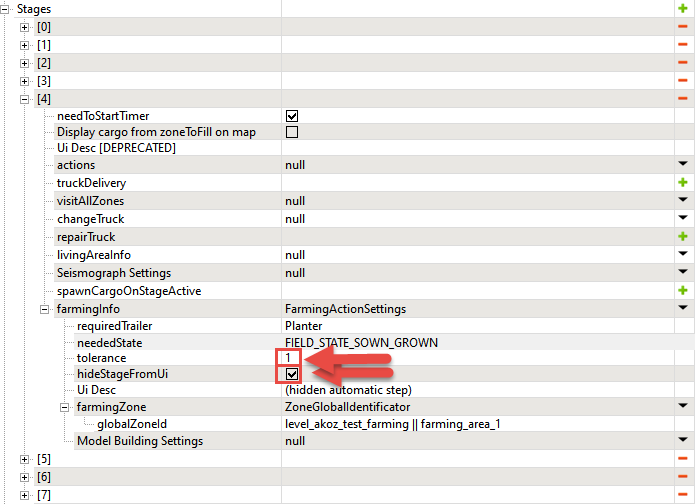 Stages
[0]
[1]
[2]
[3]
[4]
needToStartTimer
Display cargo from zoneToFill on map
Ui Desc [DEPRECATED]
actions null
truckDelivery
visitAllZones null
changeTruck null
repairTruck
livingAreaInfo null
Seismograph Settings null
spawnCargoOnStageActive
farmingInfo FarmingActionSettings
requiredTrailer Planter
neededState FIELD_STATE_SOWN_GROWN
tolerance 1
hideStageFromUi
Ui Desc (hidden automatic step)
farmingZone ZoneGlobalIdentificator
globalZoneId level_akoz_test_farming || farming_area_1
Model Building Settings null
[5]
[6]
[7]